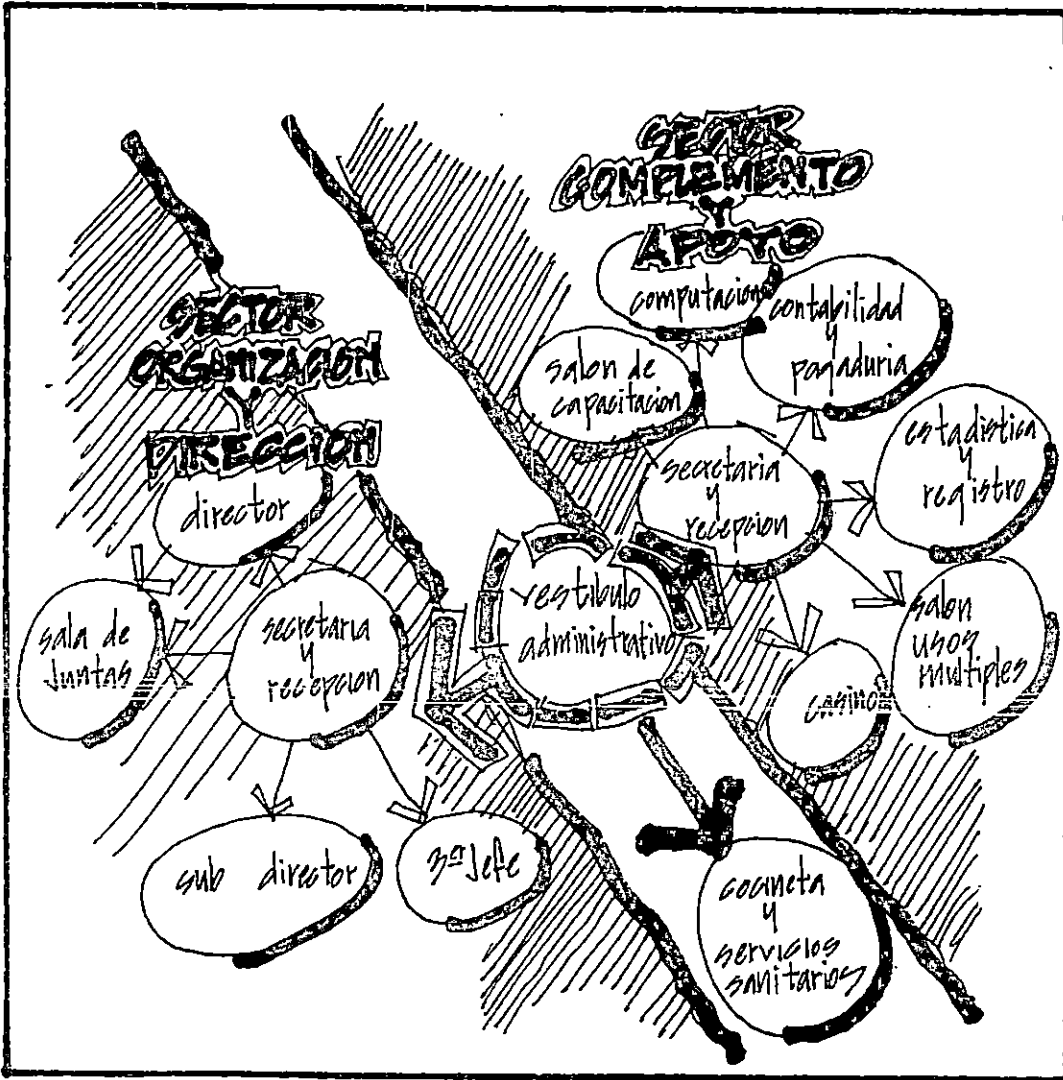 SECTOR
COMPLEMENTO
Y
APOYO
computacion
contabilidad
y
pagaduria
salon de
capacitacion
estadistica
y
registro
secretaria
y
recepcion
salon
usos
multiples
casino
SECTOR
ORGANIZACION
Y
DIRECCION
director
sala de
Juntas
secretaria
y
recepcion
sub director
3er Jefe
vestibulo
administrativo
cocineta
y
servicios
sanitarios